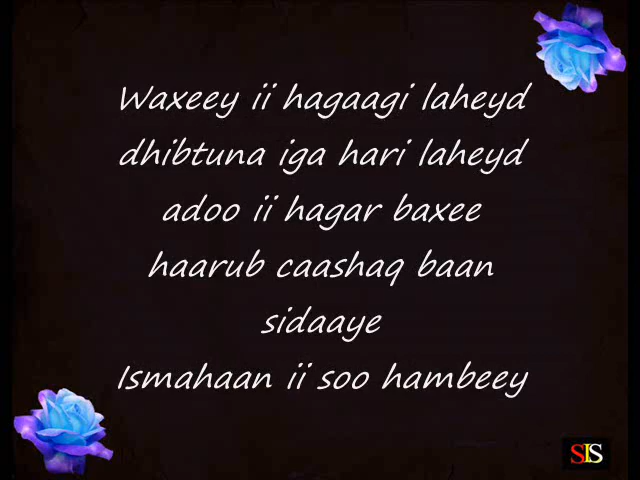 Waxeey ii hagaagi laheyd
dhibtuna iga hari laheyd
adoo ii hagar baxee
haarub caashaq baan
sidaaye
Ismahaan ii soo hambeey
SIS